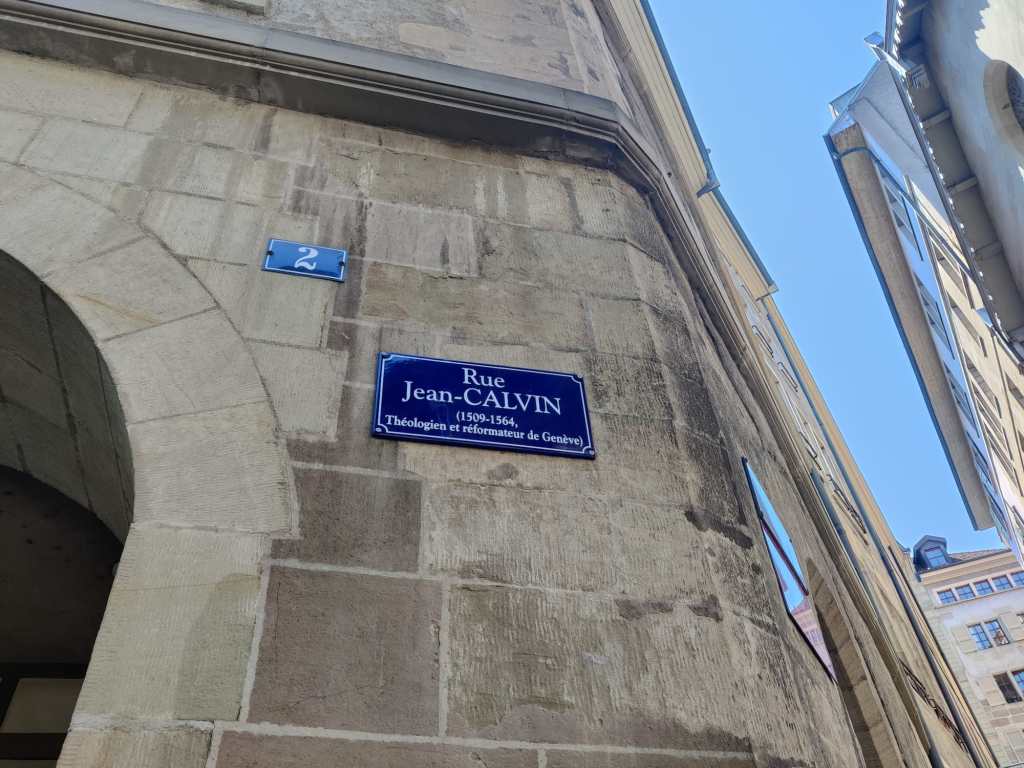 2
Rue
Jean-CALVIN
(1509-1564,
Théologien et réformateur de Genève)